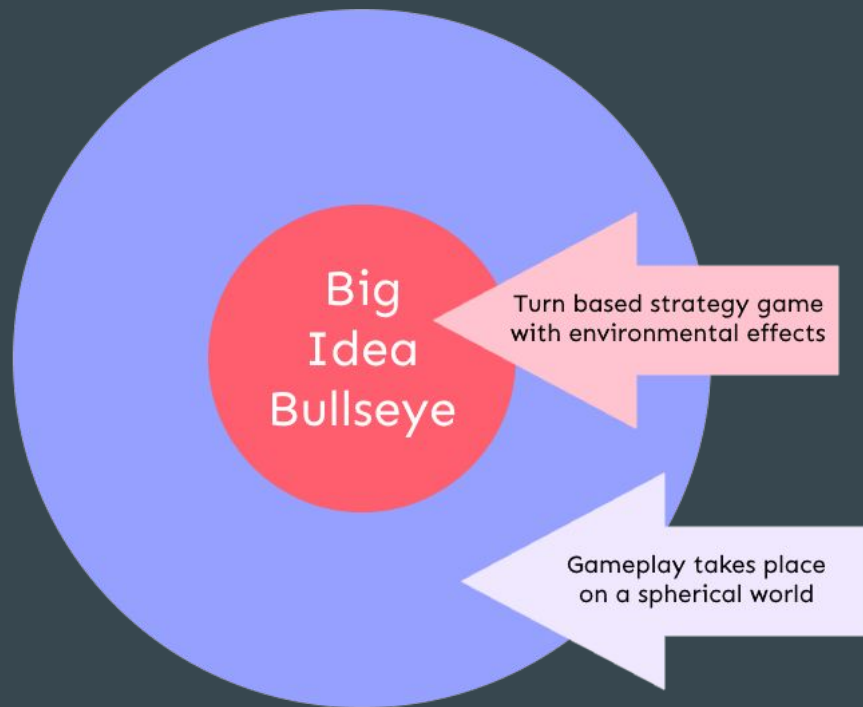 Big
Idea
Bullseye
Turn based strategy game
with environmental effects
Gameplay takes place
on a spherical world